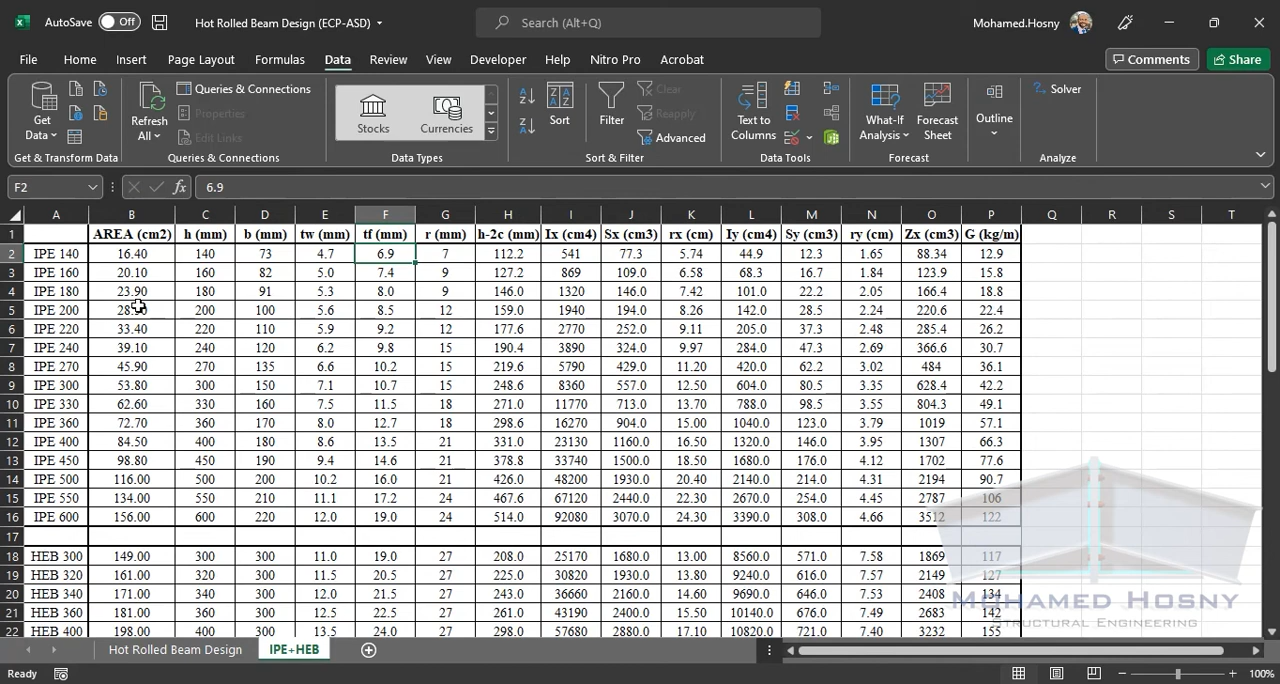 AutoSave Off Hot Rolled Beam Design (ECP-ASD) Search (Alt+Q) Mohamed.Hosny
File Home Insert Page Layout Formulas Data Review View Developer Help Nitro Pro Acrobat Comments Share
Get Data Refresh All Queries & Connections Properties Edit Links Stocks Currencies Sort Filter Clear Reapply Advanced Text to Columns What-If Analysis Forecast Sheet Outline Solver
Get & Transform Data Queries & Connections Data Types Sort & Filter Data Tools Forecast Analyze
F2 fx 6.9
A B C D E F G H I J K L M N O P Q R S T
1 AREA (cm2) h (mm) b (mm) tw (mm) tf (mm) r (mm) h-2c (mm) Ix (cm4) Sx (cm3) rx (cm) Iy (cm4) Sy (cm3) ry (cm) Zx (cm3) G (kg/m)
2 IPE 140 16.40 140 73 4.7 6.9 7 112.2 541 77.3 5.74 44.9 12.3 1.65 88.34 12.9
3 IPE 160 20.10 160 82 5.0 7.4 9 127.2 869 109.0 6.58 68.3 16.7 1.84 123.9 15.8
4 IPE 180 23.90 180 91 5.3 8.0 9 146.0 1320 146.0 7.42 101.0 22.2 2.05 166.4 18.8
5 IPE 200 200 100 5.6 8.5 12 159.0 1940 194.0 8.26 142.0 28.5 2.24 220.6 22.4
6 IPE 220 33.40 220 110 5.9 9.2 12 177.6 2770 252.0 9.11 205.0 37.3 2.48 285.4 26.2
7 IPE 240 39.10 240 120 6.2 9.8 15 190.4 3890 324.0 9.97 284.0 47.3 2.69 366.6 30.7
8 IPE 270 45.90 270 135 6.6 10.2 15 219.6 5790 429.0 11.20 420.0 62.2 3.02 484 36.1
9 IPE 300 53.80 300 150 7.1 10.7 15 248.6 8360 557.0 12.50 604.0 80.5 3.35 628.4 42.2
10 IPE 330 62.60 330 160 7.5 11.5 18 271.0 11770 713.0 13.70 788.0 98.5 3.55 804.3 49.1
11 IPE 360 72.70 360 170 8.0 12.7 18 298.6 16270 904.0 15.00 1040.0 123.0 3.79 1019 57.1
12 IPE 400 84.50 400 180 8.6 13.5 21 331.0 23130 1160.0 16.50 1320.0 146.0 3.95 1307 66.3
13 IPE 450 98.80 450 190 9.4 14.6 21 378.8 33740 1500.0 18.50 1680.0 176.0 4.12 1702 77.6
14 IPE 500 116.00 500 200 10.2 16.0 21 426.0 48200 1930.0 20.40 2140.0 214.0 4.31 2194 90.7
15 IPE 550 134.00 550 210 11.1 17.2 24 467.6 67120 2440.0 22.30 2670.0 254.0 4.45 2787 106
16 IPE 600 156.00 600 220 12.0 19.0 24 514.0 92080 3070.0 24.30 3390.0 308.0 4.66 3512 122
17
18 HEB 300 149.00 300 300 11.0 19.0 27 208.0 25170 1680.0 13.00 8560.0 571.0 7.58 1869 117
19 HEB 320 161.00 320 300 11.5 20.5 27 225.0 30820 1930.0 13.80 9240.0 616.0 7.57 2149 127
20 HEB 340 171.00 340 300 12.0 21.5 27 243.0 36660 2160.0 14.60 9690.0 646.0 7.53 2408 134
21 HEB 360 181.00 360 300 12.5 22.5 27 261.0 43190 2400.0 15.50 10140.0 676.0 7.49 2683 142
22 HEB 400 198.00 400 300 13.5 24.0 27 298.0 57680 2880.0 17.10 10820.0 721.0 7.40 3232 155
MOHAMED HOSNY
STRUCTURAL ENGINEERING
Hot Rolled Beam Design IPE+HEB
Ready 100%